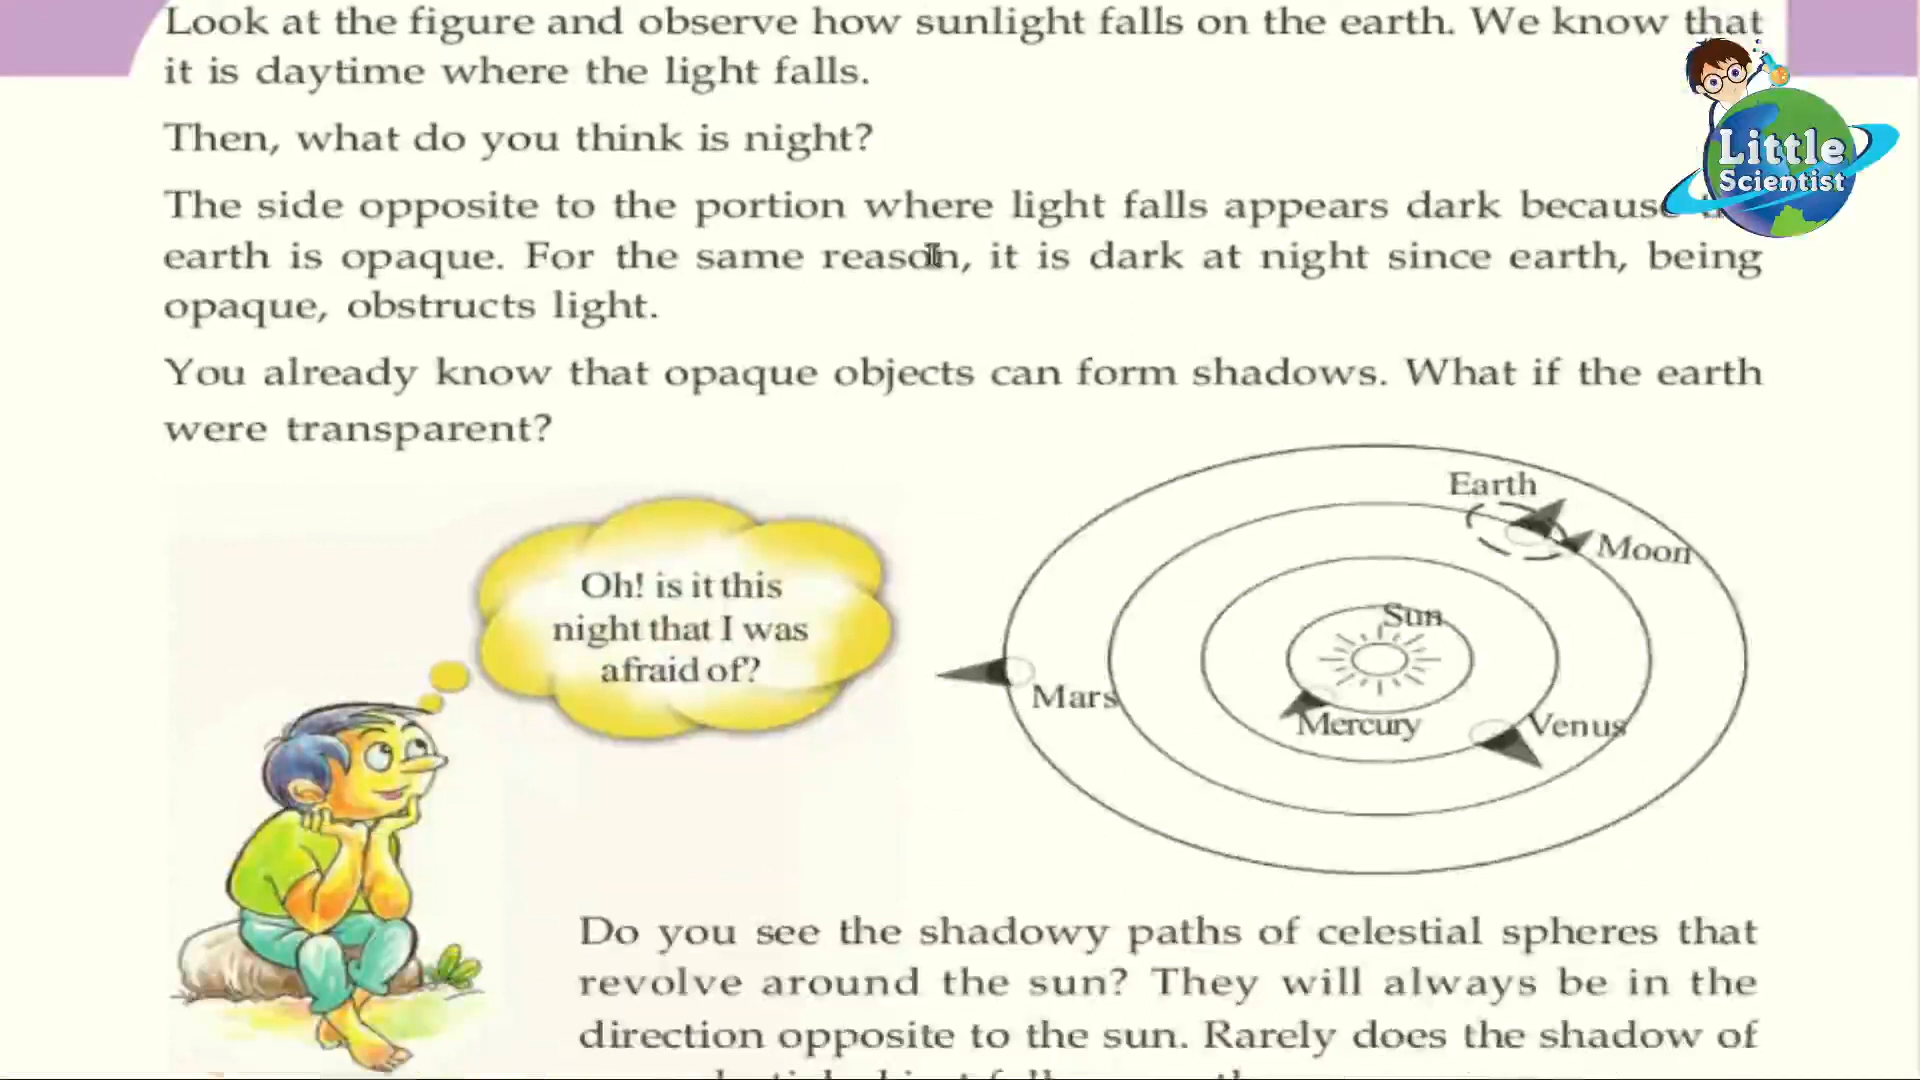 Look at the figure and observe how sunlight falls on the earth. We know that
it is daytime where the light falls.
Then, what do you think is night?
The side opposite to the portion where light falls appears dark because
earth is opaque. For the same reason, it is dark at night since earth, being
opaque, obstructs light.
You already know that opaque objects can form shadows. What if the earth
were transparent?
Little
Scientist
Oh! is it this
night that I was
afraid of?
Earth
Moon
Sun
Mars
Mercury
Venus
Do you see the shadowy paths of celestial spheres that
revolve around the sun? They will always be in the
direction opposite to the sun. Rarely does the shadow of